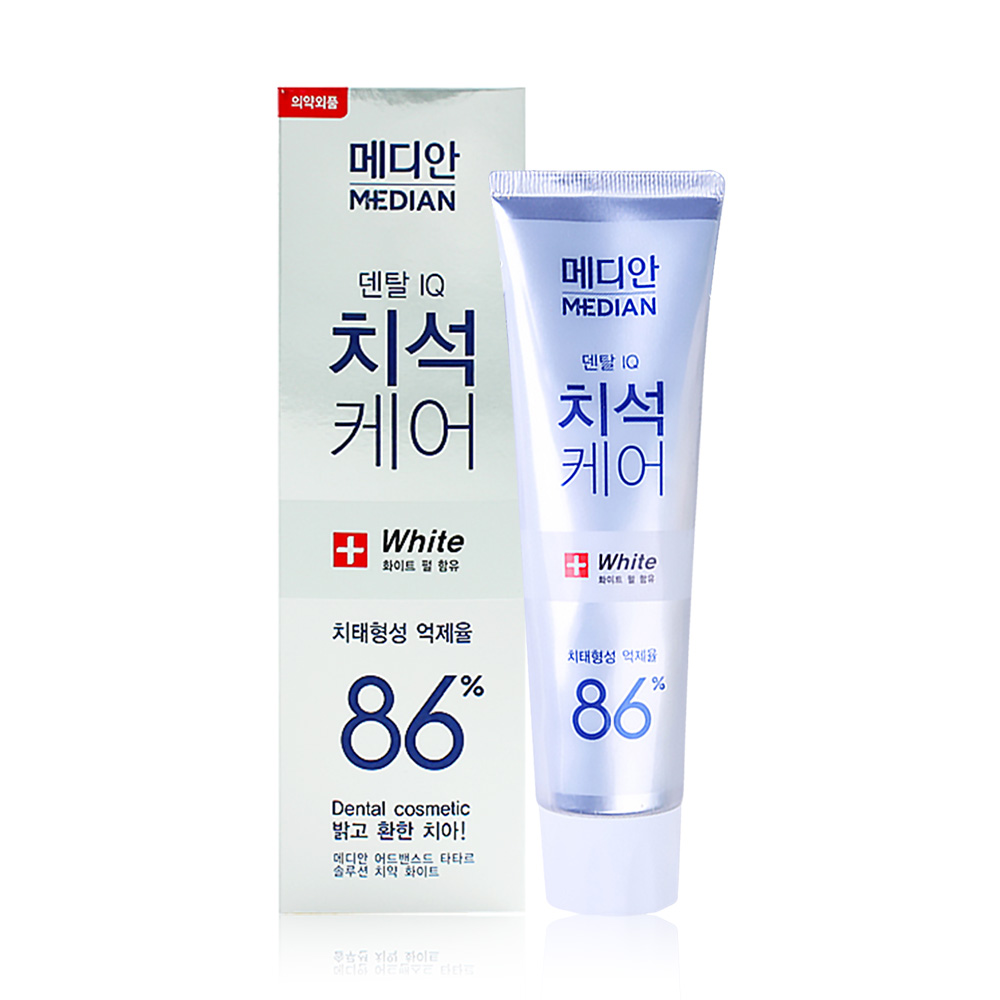 의약외품
메디안
MEDIAN
덴탈 IQ
치석
케어
White
화이트 펄 함유
치태형성 억제율
86%
Dental cosmetic
밝고 환한 치아!
메디안 어드밴스드 타타르
솔루션 치약 화이트
메디안
MEDIAN
덴탈 IQ
치석
케어
White
화이트 펄 함유
치태형성 억제율
86%